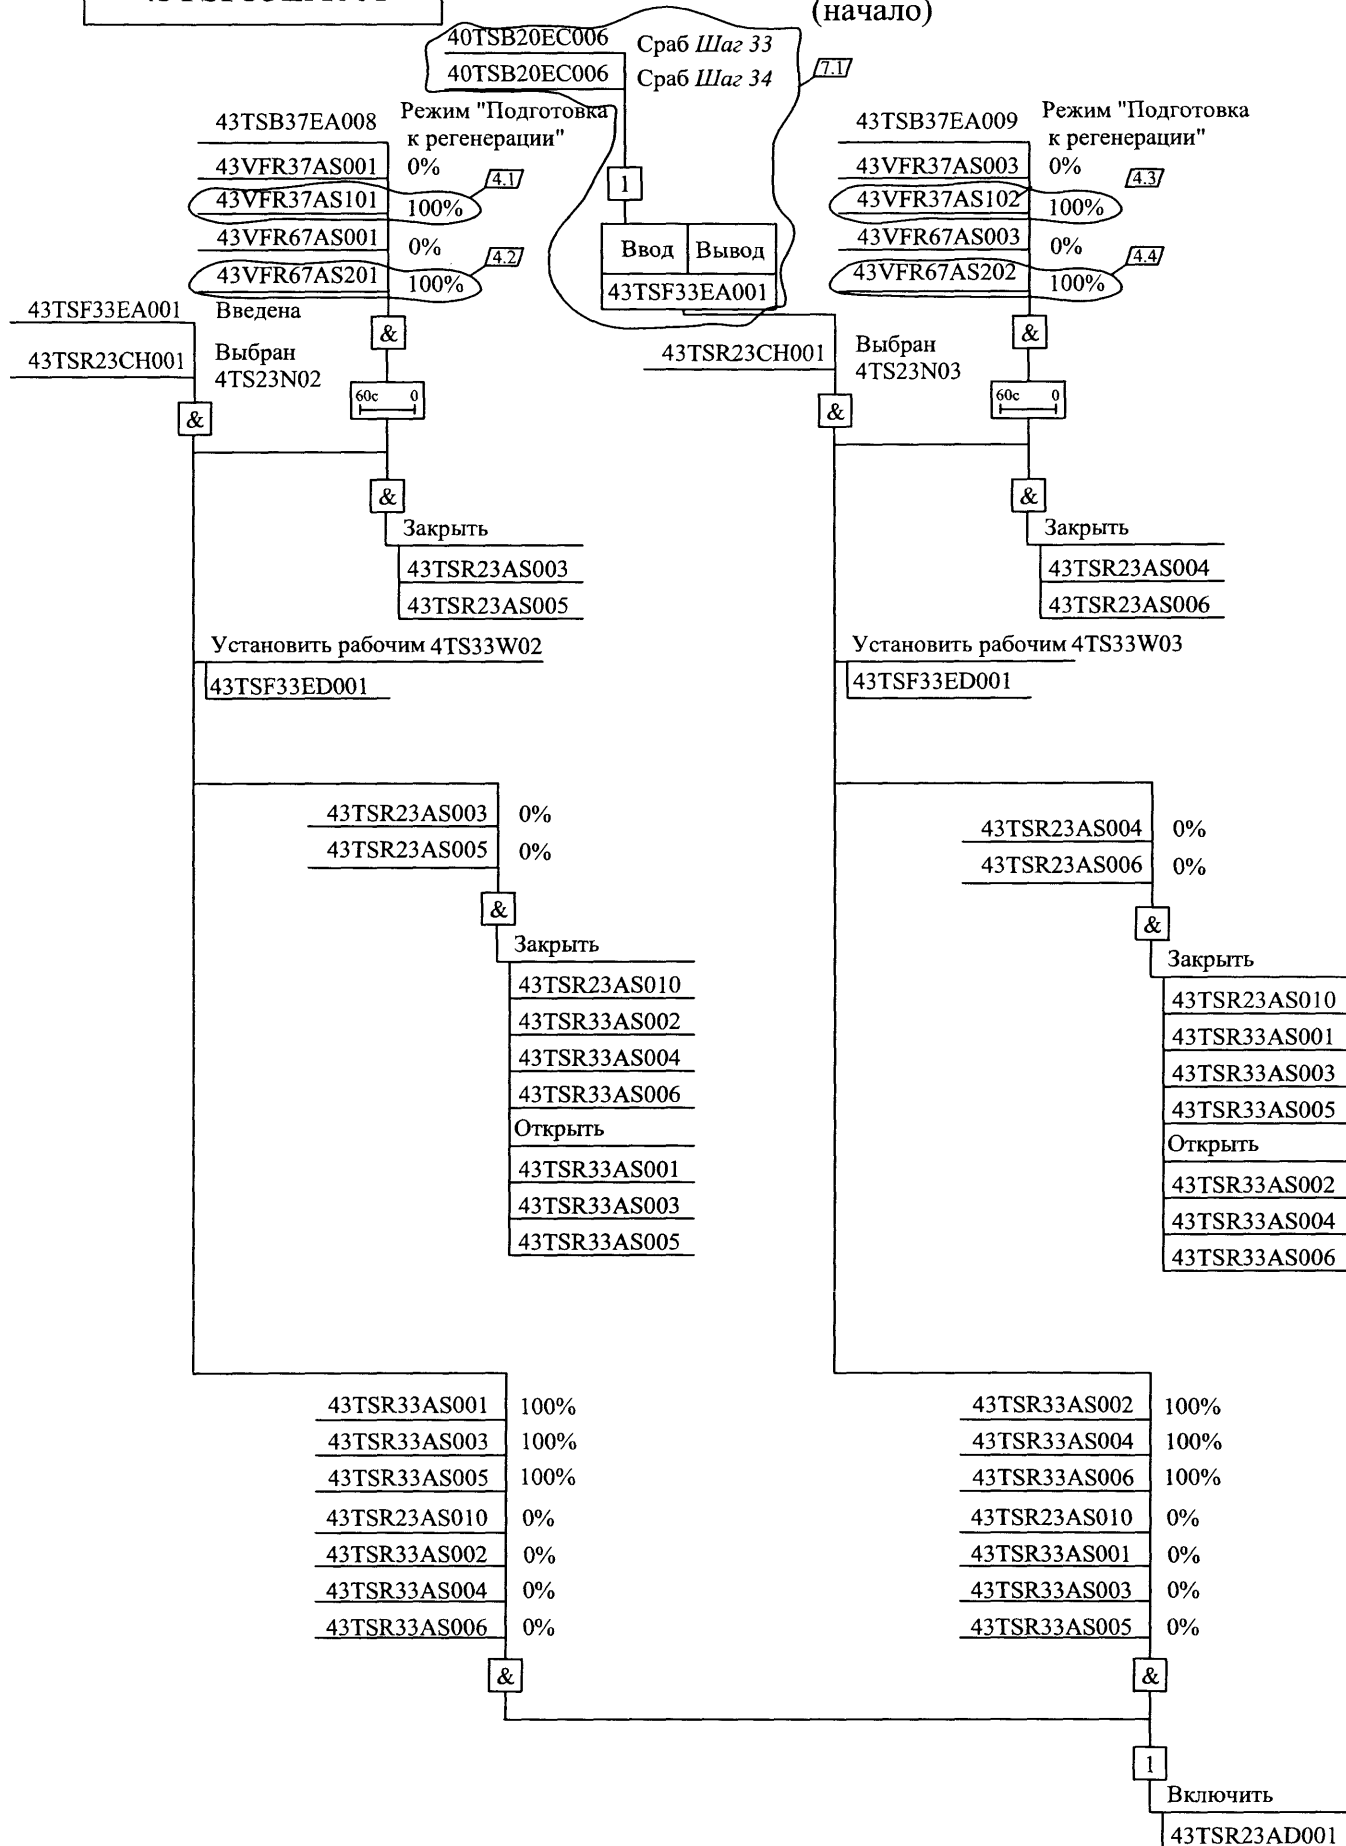 (начало)
40TSB20EC006 Сраб Шаг 33
40TSB20EC006 Сраб Шаг 34
7.1
1
Ввод Вывод
43TSF33EA001
43TSB37EA008 Режим "Подготовка
к регенерации"
43VFR37AS001 0%
43VFR37AS101 100%
4.1
43VFR67AS001 0%
43VFR67AS201 100%
4.2
43TSF33EA001 Введена
&
43TSR23CH001 Выбран
4TS23N02
60с 0
&
&
Закрыть
43TSR23AS003
43TSR23AS005
Установить рабочим 4TS33W02
43TSF33ED001
43TSR23AS003 0%
43TSR23AS005 0%
&
Закрыть
43TSR23AS010
43TSR33AS002
43TSR33AS004
43TSR33AS006
Открыть
43TSR33AS001
43TSR33AS003
43TSR33AS005
43TSR33AS001 100%
43TSR33AS003 100%
43TSR33AS005 100%
43TSR23AS010 0%
43TSR33AS002 0%
43TSR33AS004 0%
43TSR33AS006 0%
&
43TSB37EA009 Режим "Подготовка
к регенерации"
43VFR37AS003 0%
43VFR37AS102 100%
4.3
43VFR67AS003 0%
43VFR67AS202 100%
4.4
&
43TSR23CH001 Выбран
4TS23N03
60с 0
&
&
Закрыть
43TSR23AS004
43TSR23AS006
Установить рабочим 4TS33W03
43TSF33ED001
43TSR23AS004 0%
43TSR23AS006 0%
&
Закрыть
43TSR23AS010
43TSR33AS001
43TSR33AS003
43TSR33AS005
Открыть
43TSR33AS002
43TSR33AS004
43TSR33AS006
43TSR33AS002 100%
43TSR33AS004 100%
43TSR33AS006 100%
43TSR23AS010 0%
43TSR33AS001 0%
43TSR33AS003 0%
43TSR33AS005 0%
&
1
Включить
43TSR23AD001